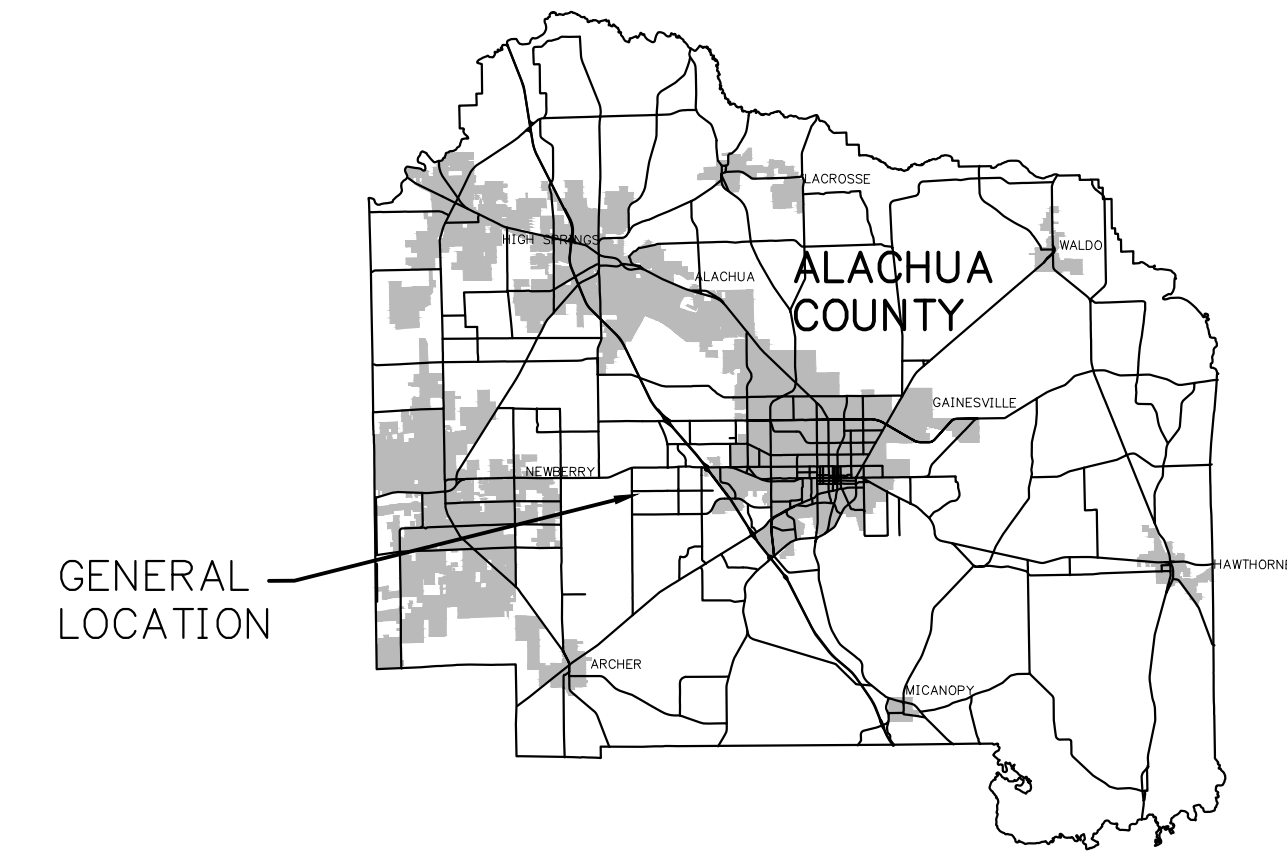 LACROSSE
HIGH SPRINGS
WALDO
ALACHUA
ALACHUA
COUNTY
GAINESVILLE
NEWBERRY
GENERAL
LOCATION
HAWTHORNE
ARCHER
MICANOPY